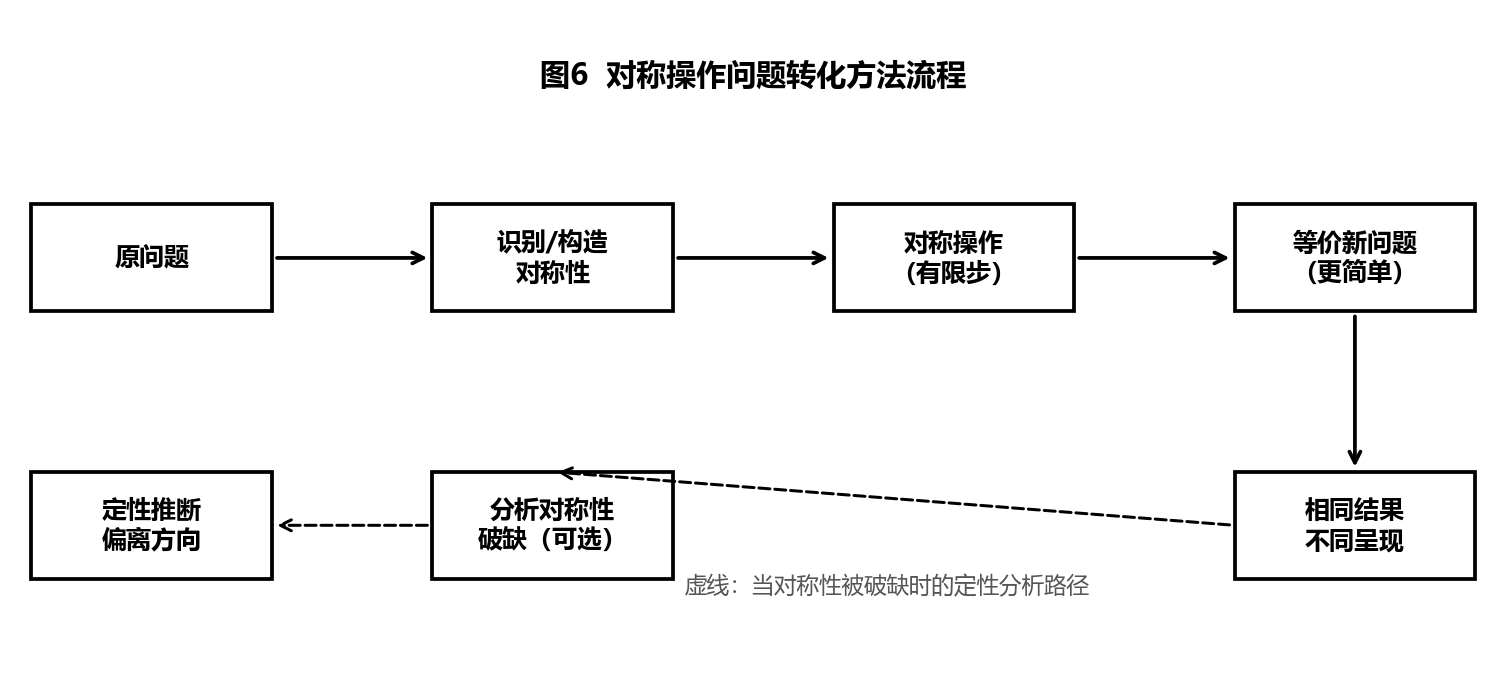 图6 对称操作问题转化方法流程
原问题
识别/构造
对称性
对称操作
（有限步）
等价新问题
（更简单）
定性推断
偏离方向
分析对称性
破缺（可选）
相同结果
不同呈现
虚线：当对称性被破缺时的定性分析路径